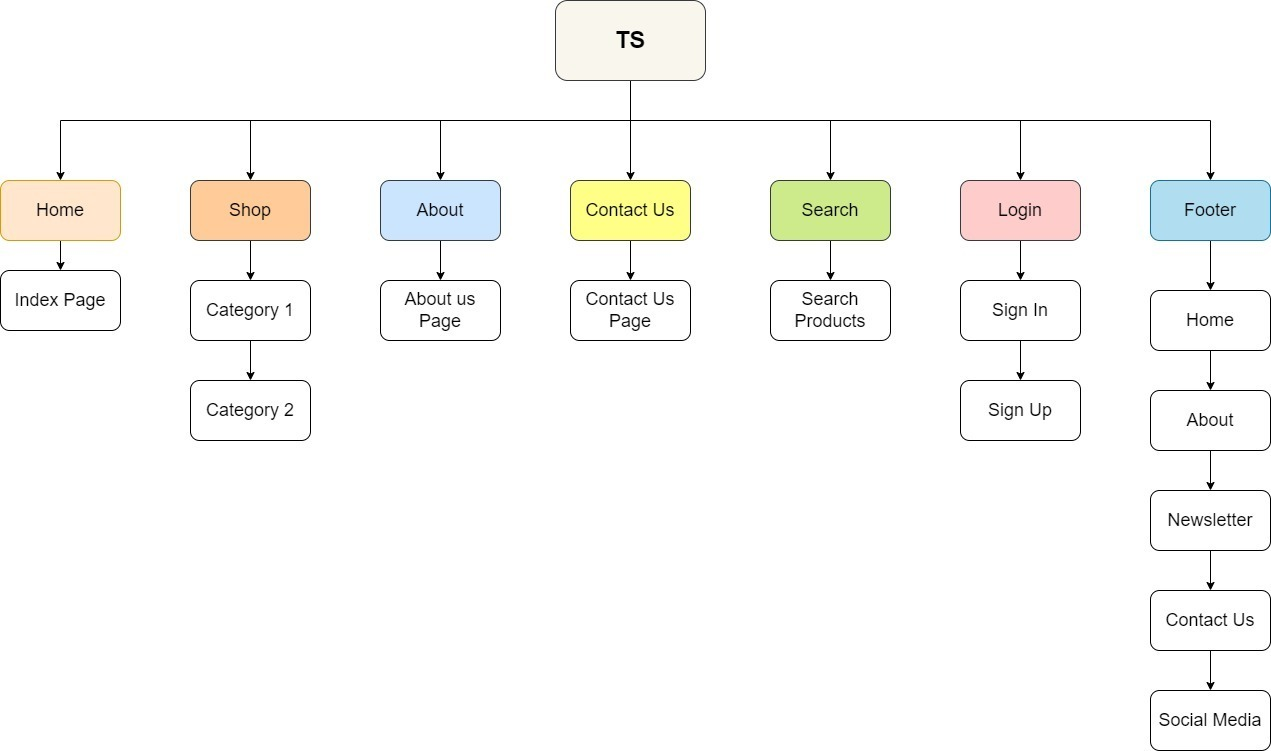 TS
Home
Shop
About
Contact Us
Search
Login
Footer
Index Page
Category 1
Category 2
About us
Page
Contact Us
Page
Search
Products
Sign In
Sign Up
Home
About
Newsletter
Contact Us
Social Media